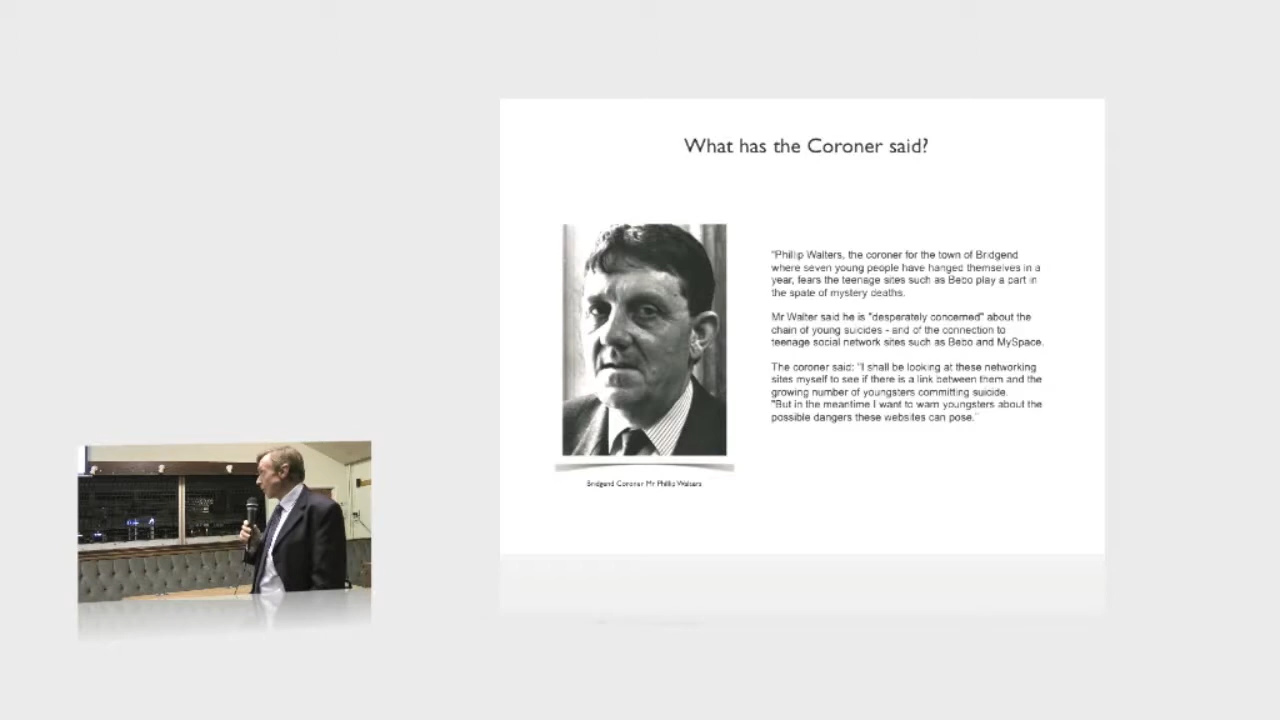 What has the Coroner said?
"Phillip Walters, the coroner for the town of Bridgend
where seven young people have hanged themselves in a
year, fears the teenage sites such as Bebo play a part in
the spate of mystery deaths.
Mr Walter said he is "desperately concerned" about the
chain of young suicides - and of the connection to
teenage social network sites such as Bebo and MySpace.
The coroner said: "I shall be looking at these networking
sites myself to see if there is a link between them and the
growing number of youngsters committing suicide.
"But in the meantime I want to warn youngsters about the
possible dangers these websites can pose."
Bridgend Coroner Mr Phillip Walters